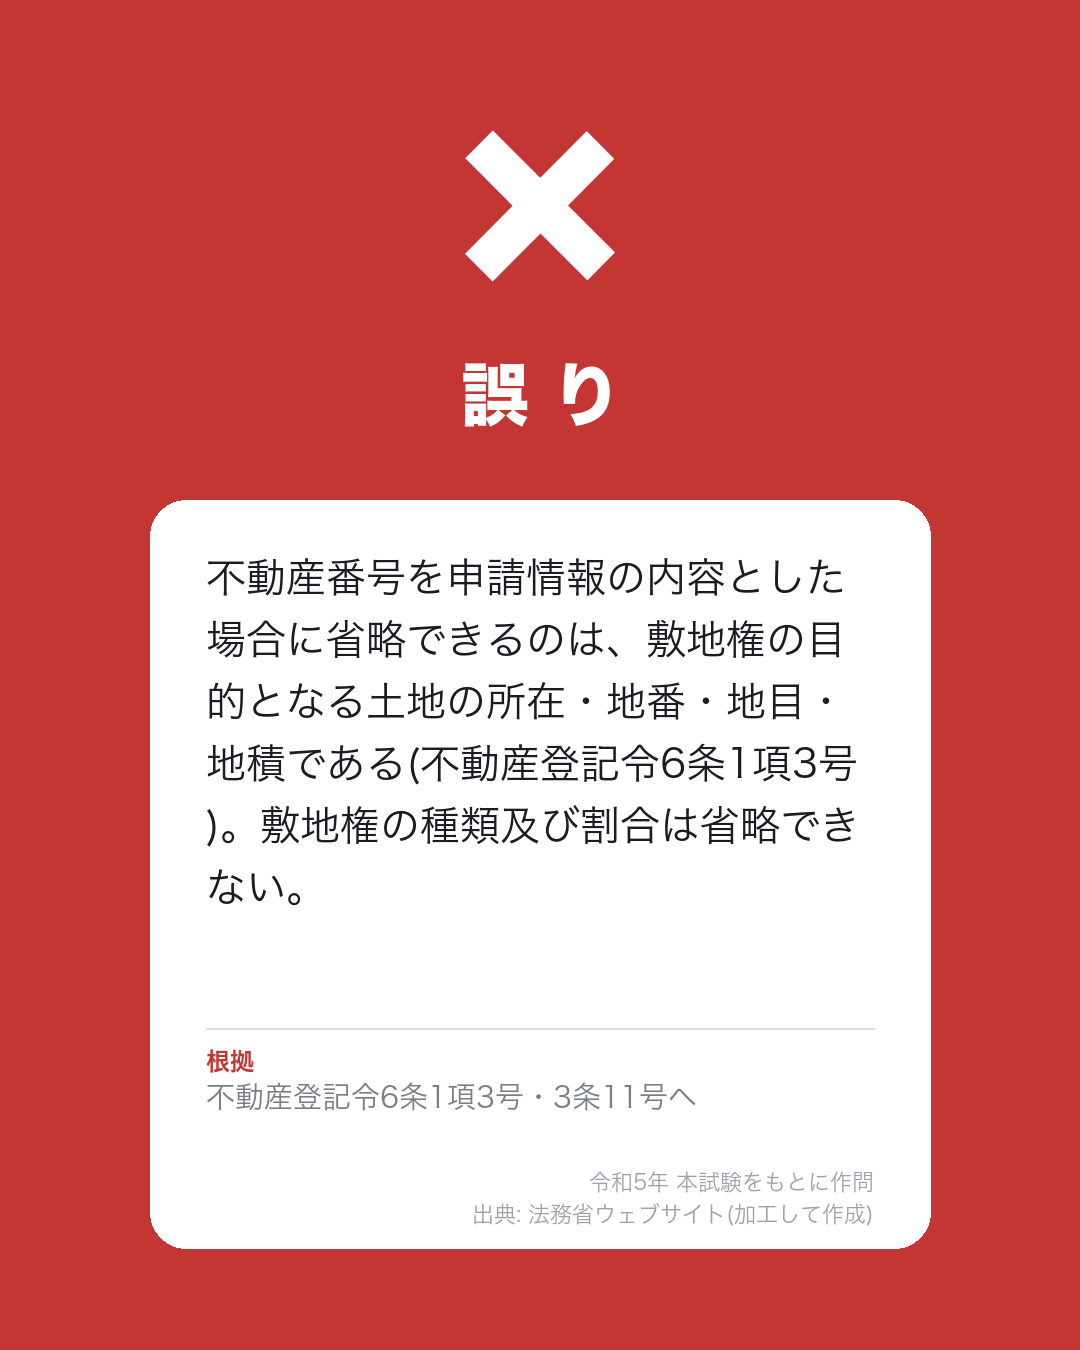 誤り
不動産番号を申請情報の内容とした
場合に省略できるのは、敷地権の目
的となる土地の所在・地番・地目・
地積である(不動産登記令6条1項3号
)。敷地権の種類及び割合は省略でき
ない。
根拠
不動産登記令6条1項3号・3条11号へ
令和5年 本試験をもとに作問
出典: 法務省ウェブサイト(加工して作成)